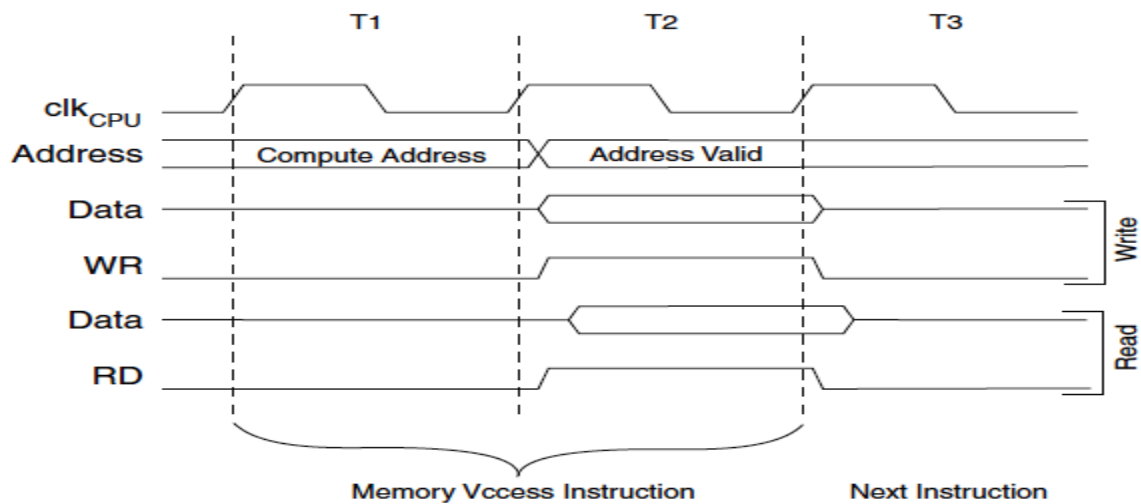 T1 T2 T3
clkCPU
Address Compute Address Address Valid
Data
WR
Write
Data
RD
Read
Memory Vccess Instruction Next Instruction